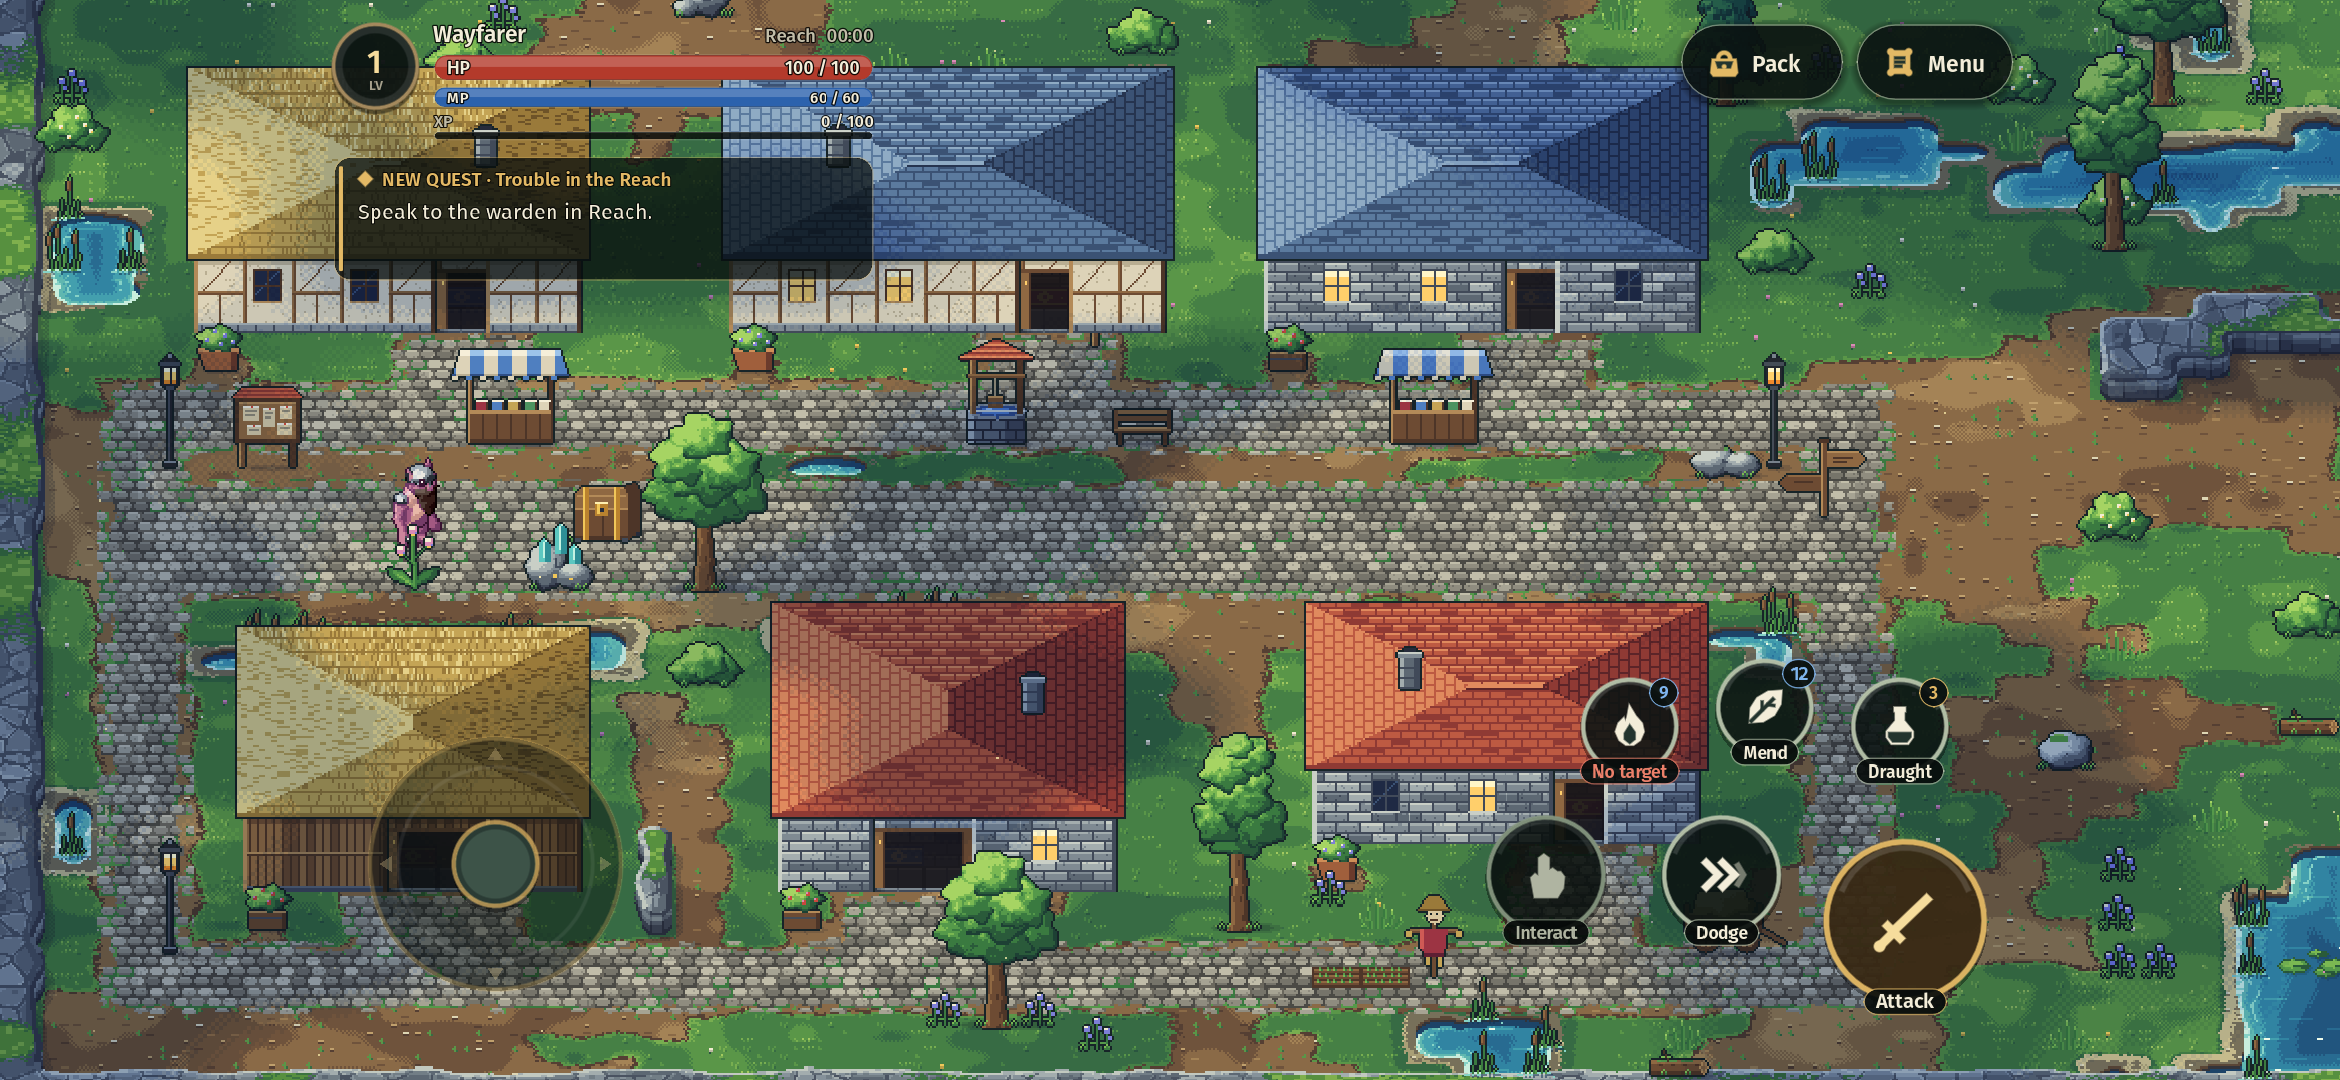 Wayfarer
Reach 00:00
1
LV
HP 100 / 100
MP 60 / 60
XP 0 / 100
NEW QUEST · Trouble in the Reach
Speak to the warden in Reach.
Pack
Menu
9
No target
12
Mend
3
Draught
Interact
Dodge
Attack